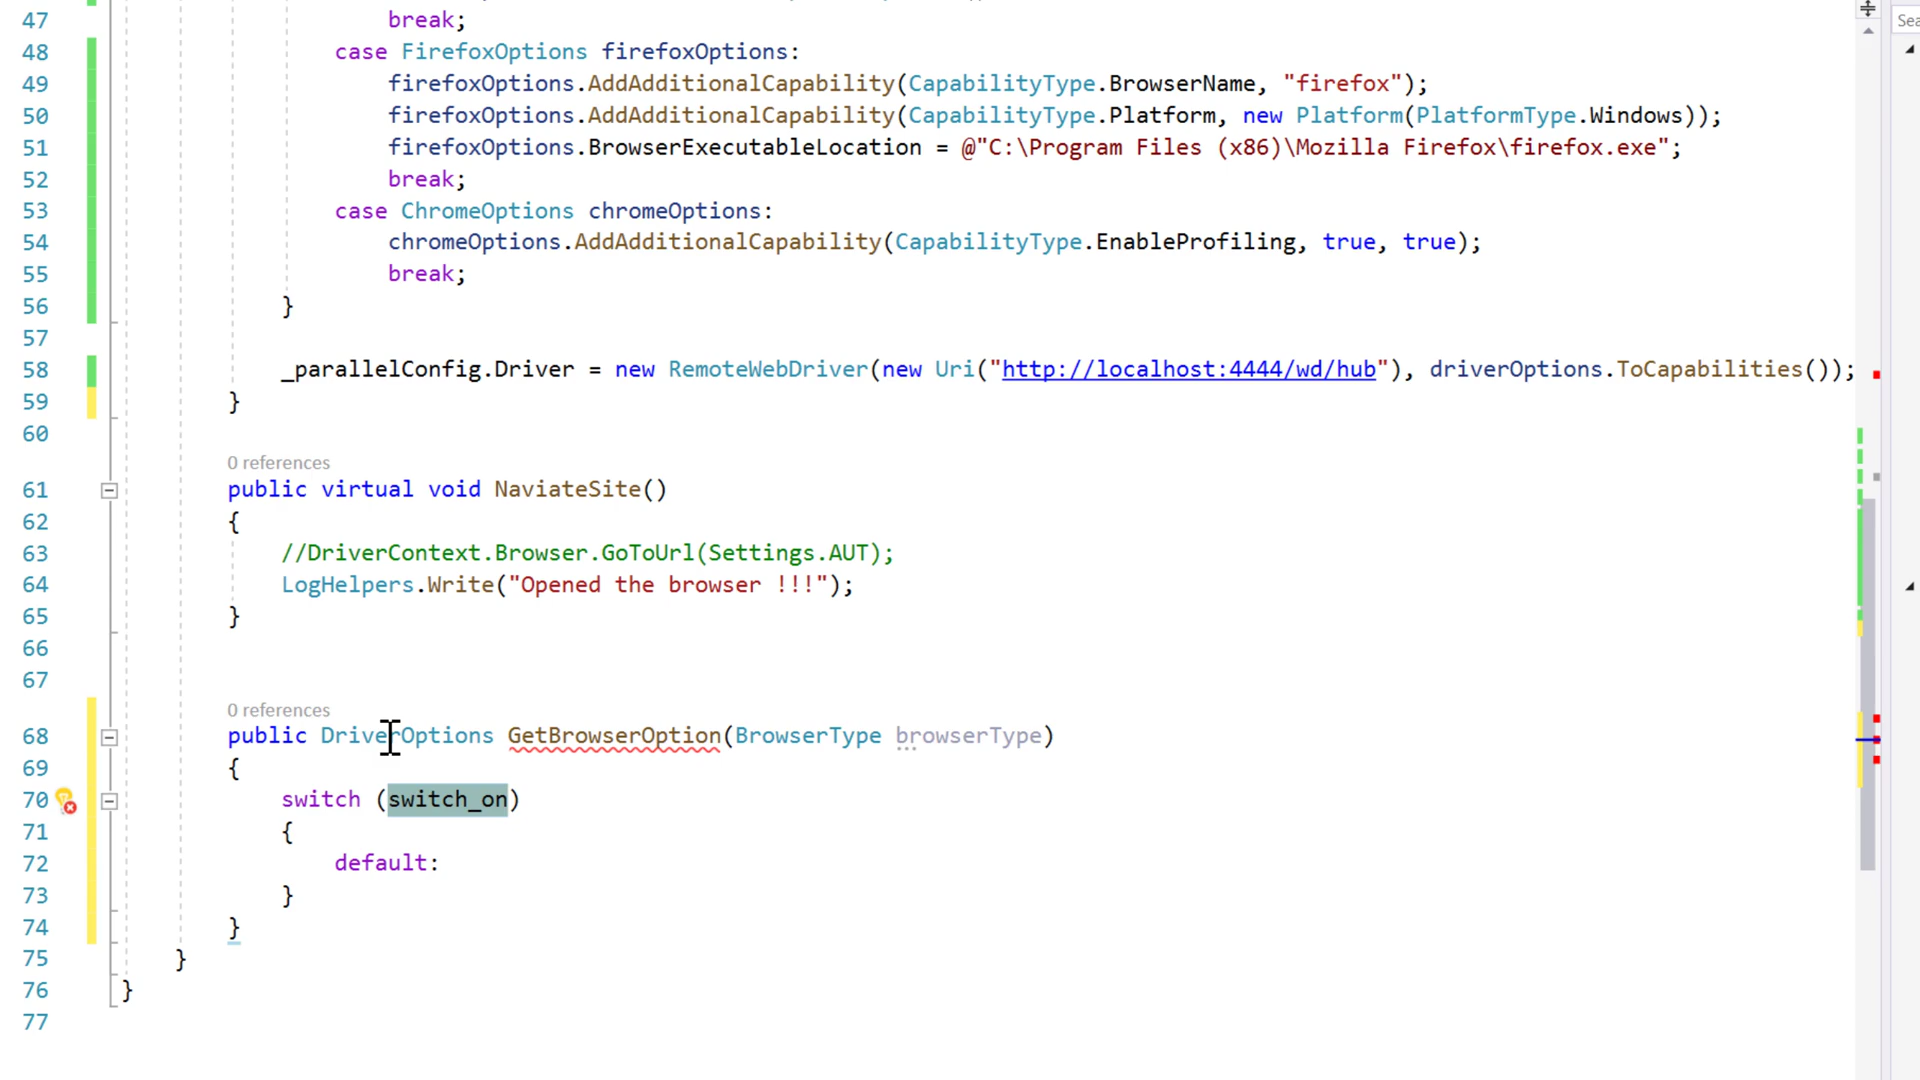 47 break;
48 case FirefoxOptions firefoxOptions:
49 firefoxOptions.AddAdditionalCapability(CapabilityType.BrowserName, "firefox");
50 firefoxOptions.AddAdditionalCapability(CapabilityType.Platform, new Platform(PlatformType.Windows));
51 firefoxOptions.BrowserExecutableLocation = @"C:\Program Files (x86)\Mozilla Firefox\firefox.exe";
52 break;
53 case ChromeOptions chromeOptions:
54 chromeOptions.AddAdditionalCapability(CapabilityType.EnableProfiling, true, true);
55 break;
56 }
57
58 _parallelConfig.Driver = new RemoteWebDriver(new Uri("http://localhost:4444/wd/hub"), driverOptions.ToCapabilities());
59 }
60
0 references
61 public virtual void NaviateSite()
62 {
63 //DriverContext.Browser.GoToUrl(Settings.AUT);
64 LogHelpers.Write("Opened the browser !!!");
65 }
66
67
0 references
68 public DriverOptions GetBrowserOption(BrowserType browserType)
69 {
70 switch (switch_on)
71 {
72 default:
73 }
74 }
75 }
76 }
77